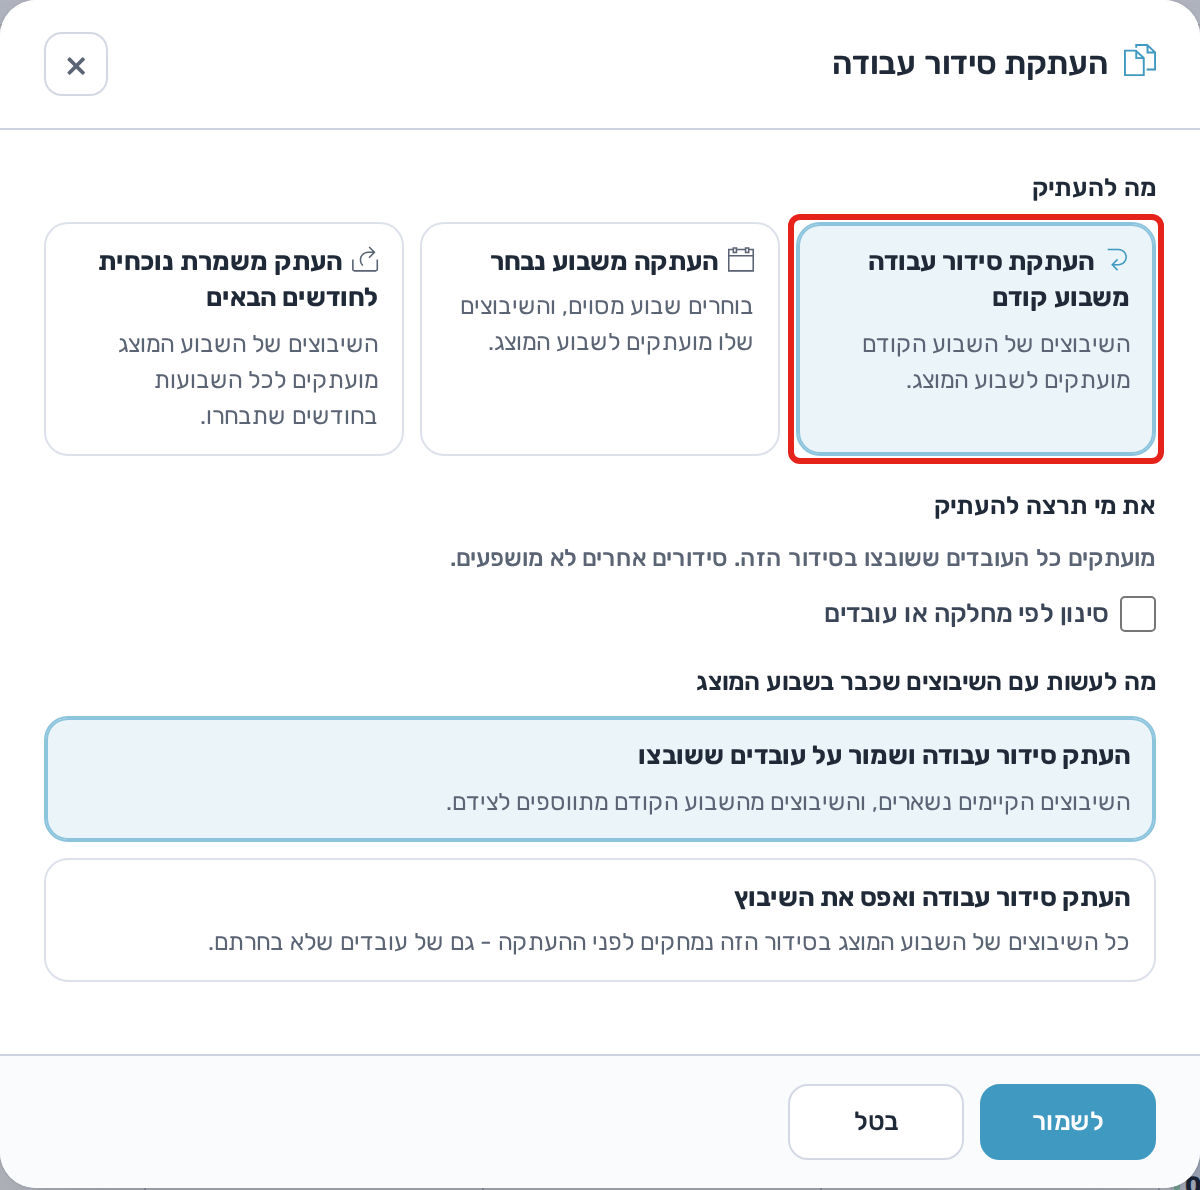 העתקת סידור עבודה
מה להעתיק
העתקת סידור עבודה
משבוע קודם
השיבוצים של השבוע הקודם
מועתקים לשבוע המוצג.
העתקה משבוע נבחר
בוחרים שבוע מסוים, והשיבוצים
שלו מועתקים לשבוע המוצג.
העתק משמרת נוכחית
לחודשים הבאים
השיבוצים של השבוע המוצג
מועתקים לכל השבועות
בחודשים שתבחרו.
את מי תרצה להעתיק
מועתקים כל העובדים ששובצו בסידור הזה. סידורים אחרים לא מושפעים.
סינון לפי מחלקה או עובדים
מה לעשות עם השיבוצים שכבר בשבוע המוצג
העתק סידור עבודה ושמור על עובדים ששובצו
השיבוצים הקיימים נשארים, והשיבוצים מהשבוע הקודם מתווספים לצידם.
העתק סידור עבודה ואפס את השיבוץ
כל השיבוצים של השבוע המוצג בסידור הזה נמחקים לפני ההעתקה - גם של עובדים שלא בחרתם.
לשמור
בטל